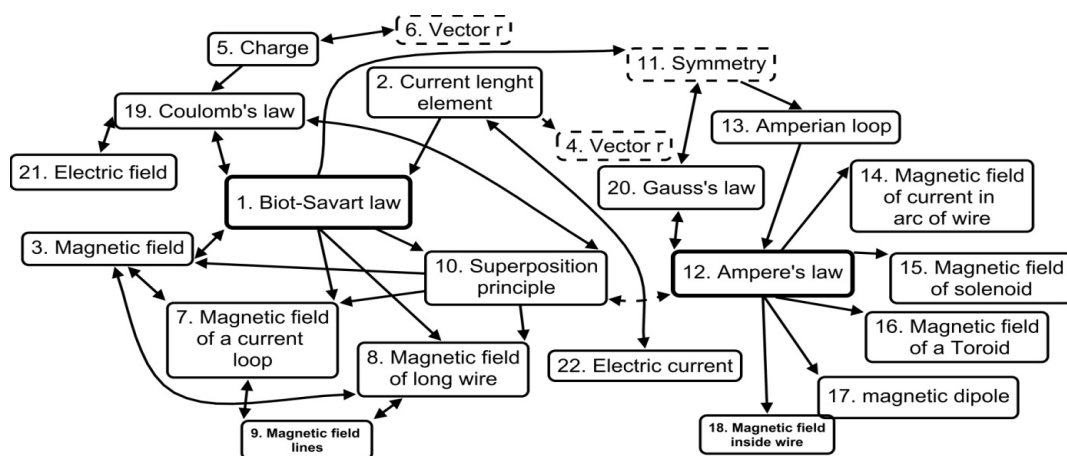 6. Vector r
5. Charge
11. Symmetry
2. Current lenght
element
19. Coulomb's law
13. Amperian loop
4. Vector r
21. Electric field
20. Gauss's law
14. Magnetic field
of current in
arc of wire
1. Biot-Savart law
3. Magnetic field
10. Superposition
principle
12. Ampere's law
15. Magnetic field
of solenoid
7. Magnetic field
of a current
loop
16. Magnetic field
of a Toroid
8. Magnetic field
of long wire
22. Electric current
17. magnetic dipole
9. Magnetic field
lines
18. Magnetic field
inside wire